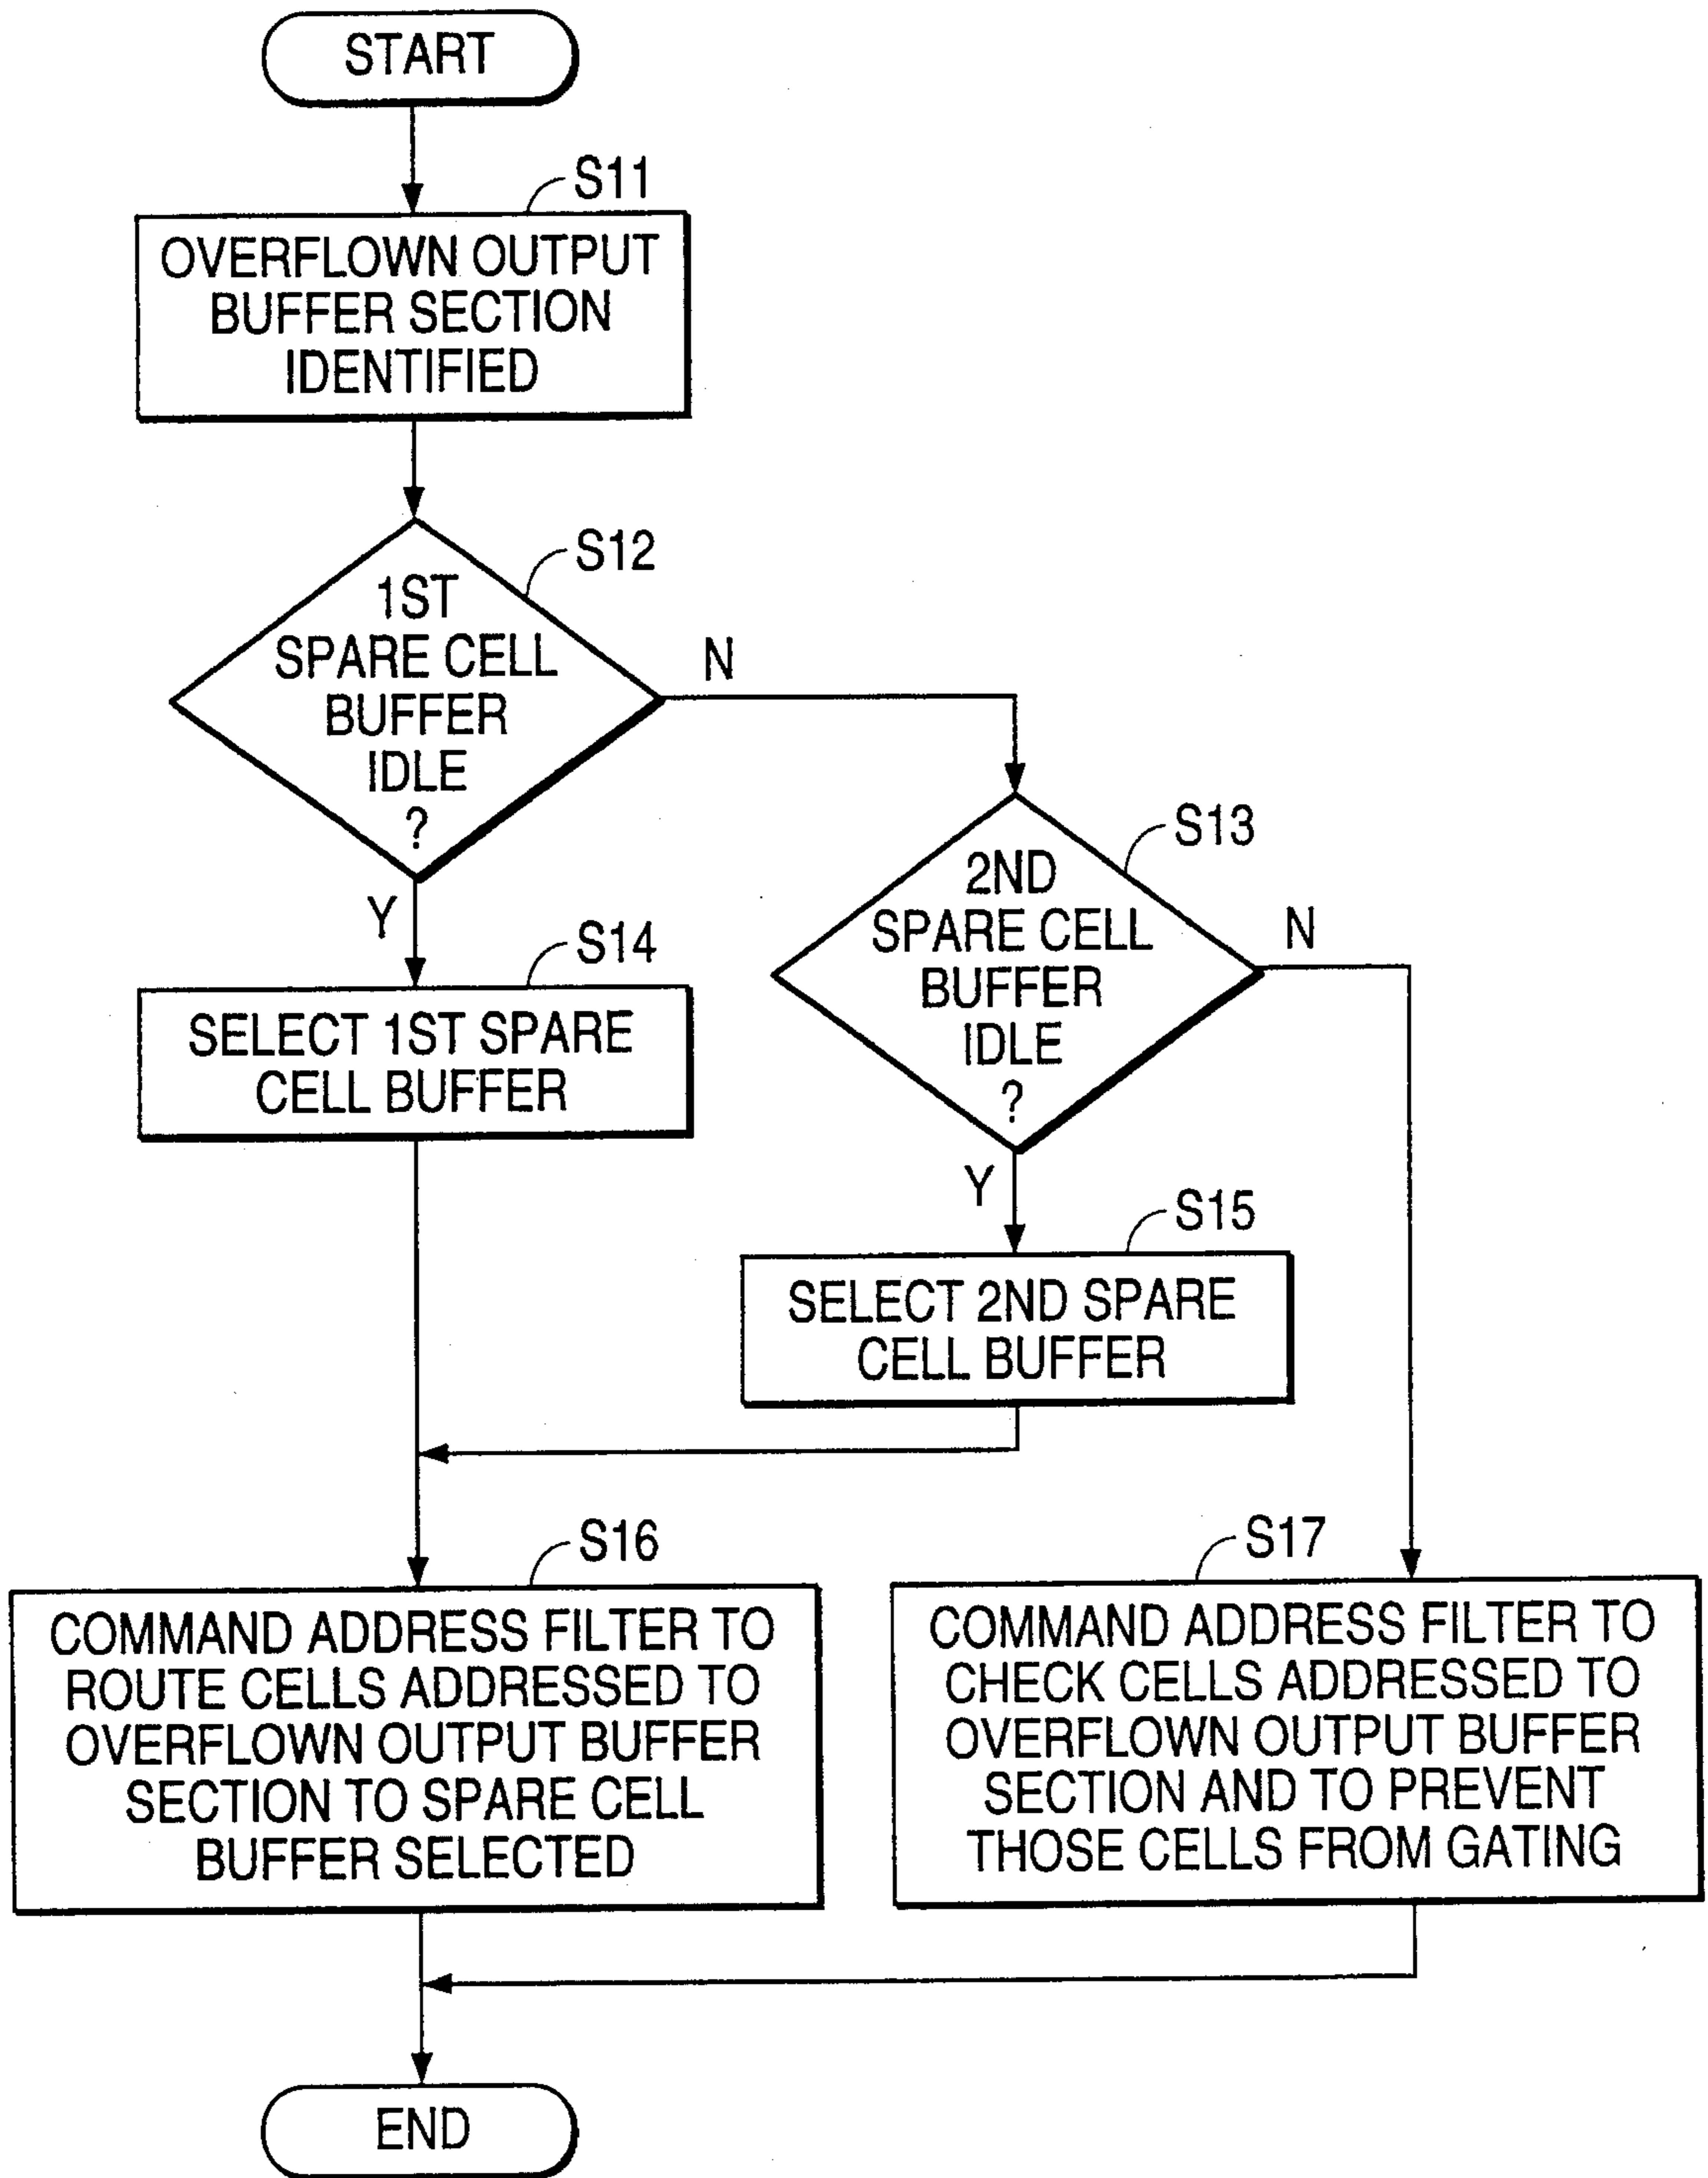 START
S11
OVERFLOWN OUTPUT
BUFFER SECTION
IDENTIFIED
S12
1ST
SPARE CELL
BUFFER
IDLE
?
N
Y
S13
2ND
SPARE CELL
BUFFER
IDLE
?
N
Y
S14
SELECT 1ST SPARE
CELL BUFFER
S15
SELECT 2ND SPARE
CELL BUFFER
S16
COMMAND ADDRESS FILTER TO
ROUTE CELLS ADDRESSED TO
OVERFLOWN OUTPUT BUFFER
SECTION TO SPARE CELL
BUFFER SELECTED
S17
COMMAND ADDRESS FILTER TO
CHECK CELLS ADDRESSED TO
OVERFLOWN OUTPUT BUFFER
SECTION AND TO PREVENT
THOSE CELLS FROM GATING
END